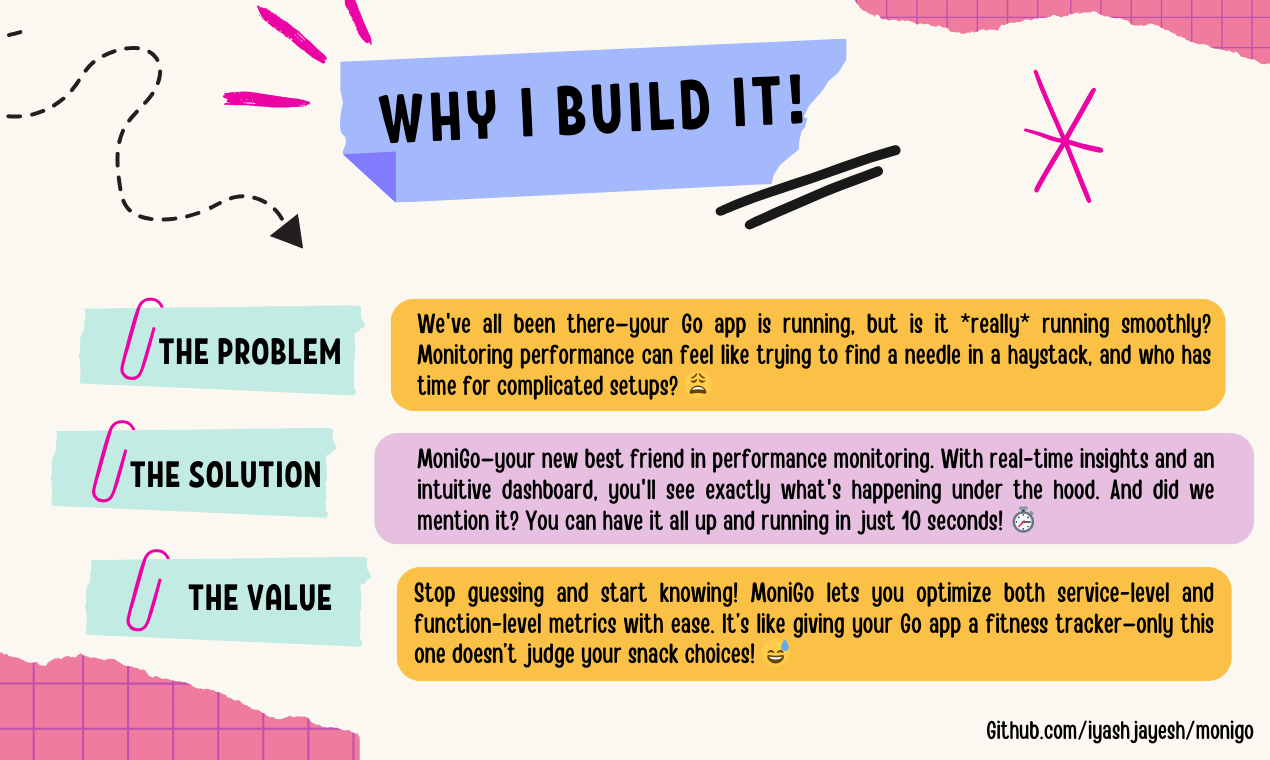 WHY I BUILD IT!
THE PROBLEM
We've all been there—your Go app is running, but is it *really* running smoothly?
Monitoring performance can feel like trying to find a needle in a haystack, and who has
time for complicated setups? 😩
THE SOLUTION
MoniGo—your new best friend in performance monitoring. With real-time insights and an
intuitive dashboard, you'll see exactly what's happening under the hood. And did we
mention it? You can have it all up and running in just 10 seconds! ⏱️
THE VALUE
Stop guessing and start knowing! MoniGo lets you optimize both service-level and
function-level metrics with ease. It's like giving your Go app a fitness tracker—only this
one doesn't judge your snack choices! 😅
Github.com/iyashjayesh/monigo